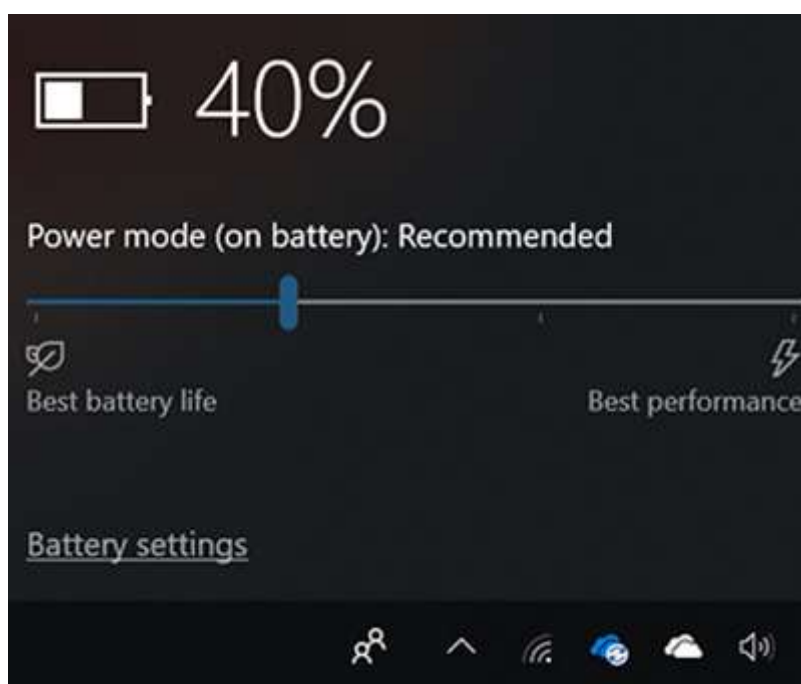 40%
Power mode (on battery): Recommended
Best battery life
Best performance
Battery settings